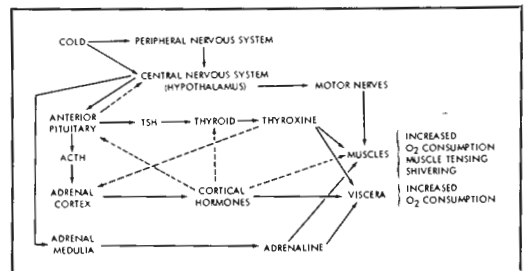 COLD
PERIPHERAL NERVOUS SYSTEM
CENTRAL NERVOUS SYSTEM
(HYPOTHALAMUS)
MOTOR NERVES
ANTERIOR
PITUITARY
TSH
THYROID
THYROXINE
MUSCLES
INCREASED
O2 CONSUMPTION
MUSCLE TENSING
SHIVERING
ACTH
ADRENAL
CORTEX
CORTICAL
HORMONES
VISCERA
INCREASED
O2 CONSUMPTION
ADRENAL
MEDULIA
ADRENALINE